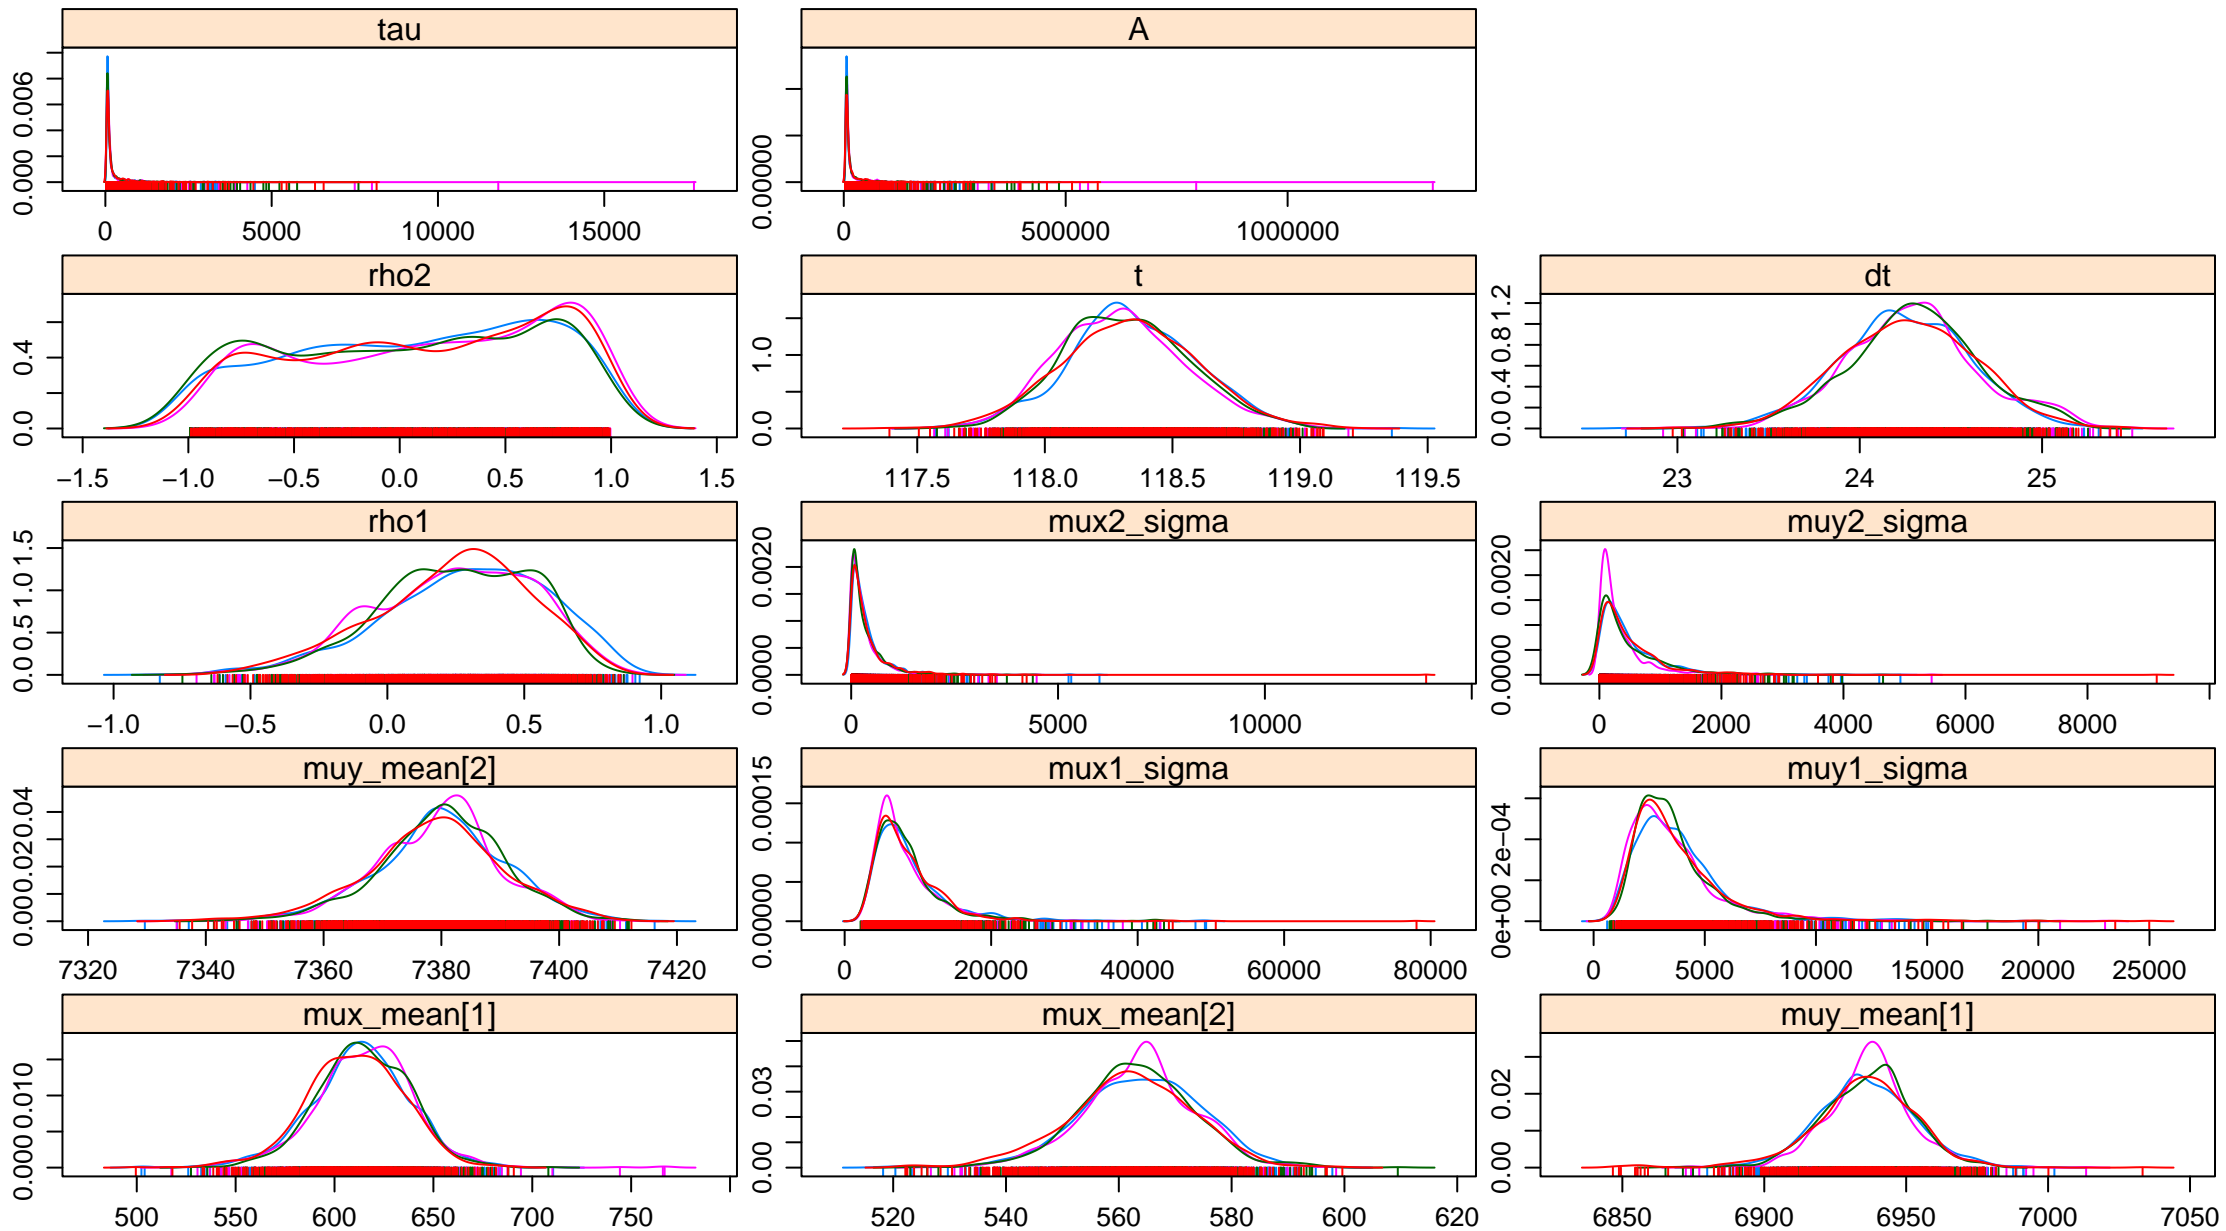 tau
A
0.000 0.006
0.00000
0 5000 10000 15000
0 500000 1000000
rho2
t
dt
0.0 0.4
0.0 1.0
0.0 0.4 0.8 1.2
−1.5 −1.0 −0.5 0.0 0.5 1.0 1.5
117.5 118.0 118.5 119.0 119.5
23 24 25
rho1
mux2_sigma
muy2_sigma
0.0 0.5 1.0 1.5
0.0000 0.0020
0.0000 0.0020
−1.0 −0.5 0.0 0.5 1.0
0 5000 10000
0 2000 4000 6000 8000
muy_mean[2]
mux1_sigma
muy1_sigma
0.00 0.02 0.04
0.00000 0.00015
0e+00 2e−04
7320 7340 7360 7380 7400 7420
0 20000 40000 60000 80000
0 5000 10000 15000 20000 25000
mux_mean[1]
mux_mean[2]
muy_mean[1]
0.000 0.010
0.00 0.03
0.00 0.02
500 550 600 650 700 750
520 540 560 580 600 620
6850 6900 6950 7000 7050